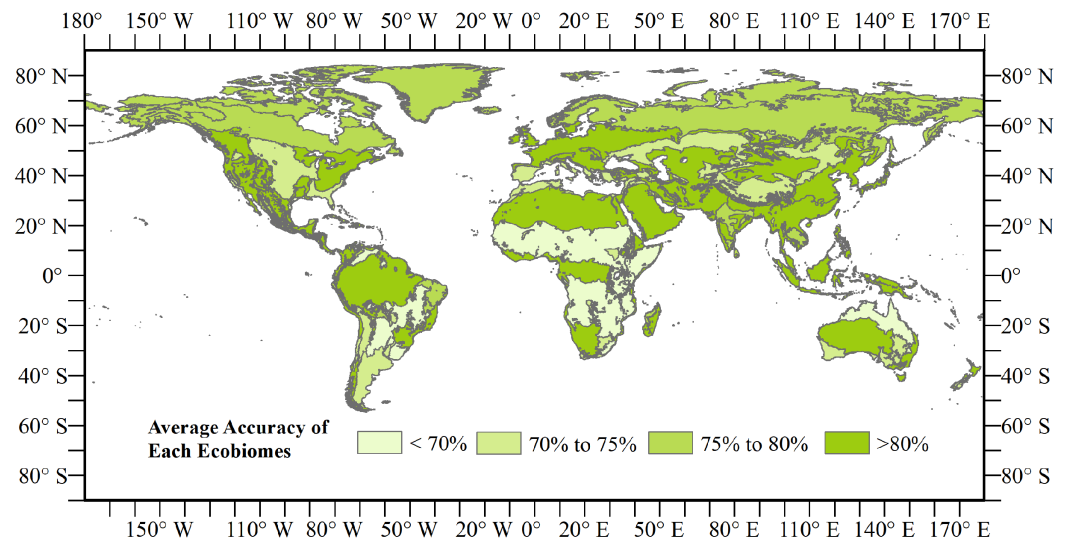 180° 150° W 110° W 80° W 50° W 20° W 0° 20° E 50° E 80° E 110° E 140° E 170° E
80° N 80° N
60° N 60° N
40° N 40° N
20° N 20° N
0° 0°
20° S 20° S
40° S 40° S
Average Accuracy of
60° S 60° S
Each Ecobiomes < 70% 70% to 75% 75% to 80% >80%
80° S 80° S
150° W 110° W 80° W 50° W 20° W 0° 20° E 50° E 80° E 110° E 140° E 170° E